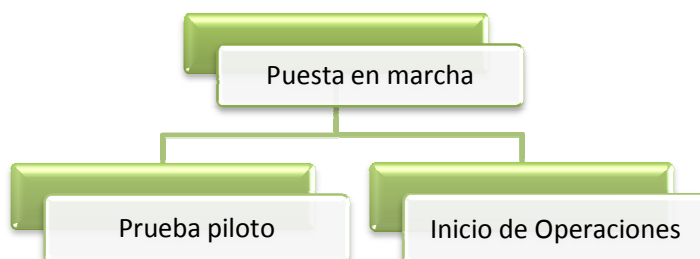 Puesta en marcha
Prueba piloto
Inicio de Operaciones